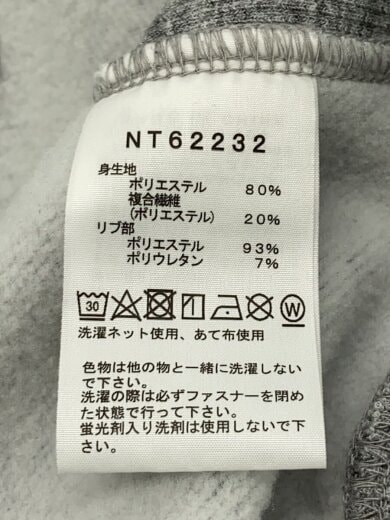 NT62232
身生地
ポリエステル 80%
複合繊維
(ポリエステル) 20%
リブ部
ポリエステル 93%
ポリウレタン 7%
30 W
洗濯ネット使用、あて布使用
色物は他の物と一緒に洗濯しない
で下さい。
洗濯の際は必ずファスナーを閉め
た状態で行って下さい。
蛍光剤入り洗剤は使用しないで下
さい。